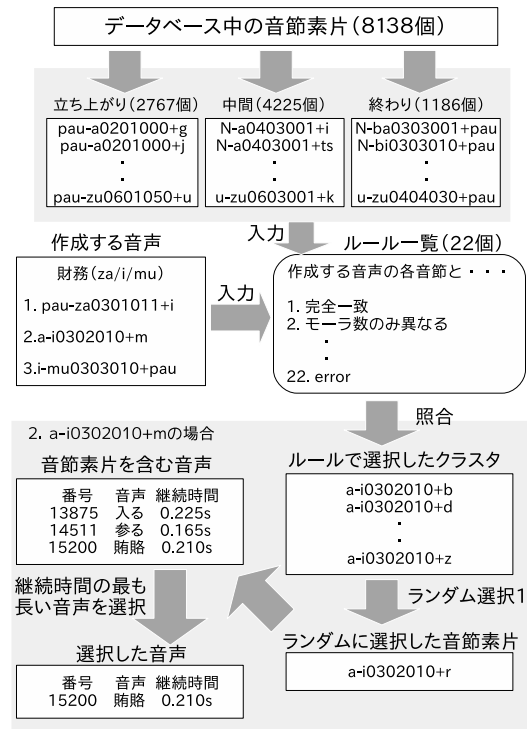 データベース中の音節素片(8138個)
立ち上がり(2767個)
pau-a0201000+g
pau-a0201000+j
・
・
pau-zu0601050+u
中間(4225個)
N-a0403001+i
N-a0403001+ts
・
・
u-zu0603001+k
終わり(1186個)
N-ba0303001+pau
N-bi0303010+pau
・
・
u-zu0404030+pau
入力
作成する音声
財務(za/i/mu)
1. pau-za0301011+i
2.a-i0302010+m
3.i-mu0303010+pau
入力
ルール一覧(22個)
作成する音声の各音節と・・・
1. 完全一致
2. モーラ数のみ異なる
・
・
22. error
照合
2. a-i0302010+mの場合
ルールで選択したクラスタ
a-i0302010+b
a-i0302010+d
・
・
a-i0302010+z
ランダム選択1
ランダムに選択した音節素片
a-i0302010+r
音節素片を含む音声
番号 音声 継続時間
13875 入る 0.225s
14511 参る 0.165s
15200 賄賂 0.210s
継続時間の最も
長い音声を選択
選択した音声
番号 音声 継続時間
15200 賄賂 0.210s